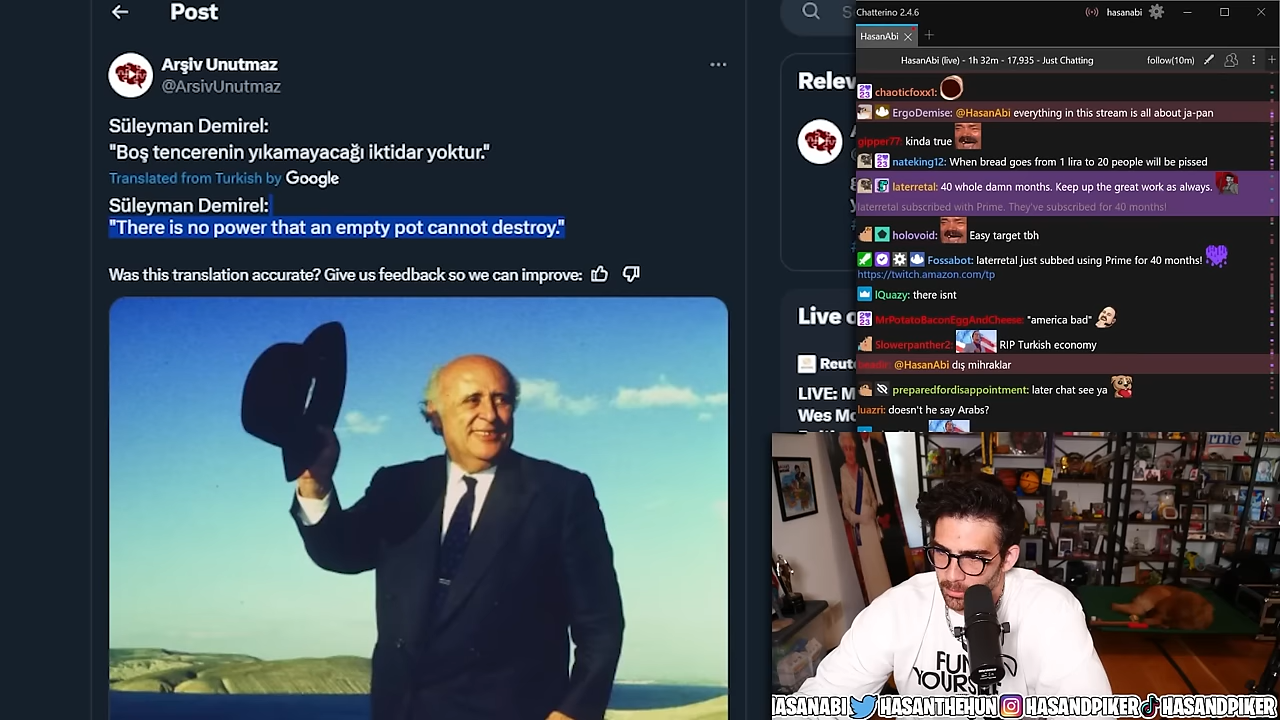 Post
Arşiv Unutmaz
@ArsivUnutmaz
Süleyman Demirel:
"Boş tencerenin yıkamayacağı iktidar yoktur."
Translated from Turkish by Google
Süleyman Demirel:
"There is no power that an empty pot cannot destroy."
Was this translation accurate? Give us feedback so we can improve:
Relev
Live o
Reut
LIVE: M
Wes Mo
Chatterino 2.4.6
hasanabi
HasanAbi
HasanAbi (live) - 1h 32m - 17,935 - Just Chatting
follow(10m)
chaoticfoxx1:
ErgoDemise: @HasanAbi everything in this stream is all about ja-pan
gipper77: kinda true
nateking12: When bread goes from 1 lira to 20 people will be pissed
laterretal: 40 whole damn months. Keep up the great work as always.
laterretal subscribed with Prime. They've subscribed for 40 months!
holovoid: Easy target tbh
Fossabot: laterretal just subbed using Prime for 40 months!
https://twitch.amazon.com/tp
IQuazy: there isnt
MrPotatoBaconEggAndCheese: "america bad"
Slowerpanther2: RIP Turkish economy
@HasanAbi dış mihraklar
preparedfordisappointment: later chat see ya
luazri: doesn't he say Arabs?
rnie
FUN
YOURSE
HASANABI HASANTHEHUN HASANDPIKER HASANDPIKER